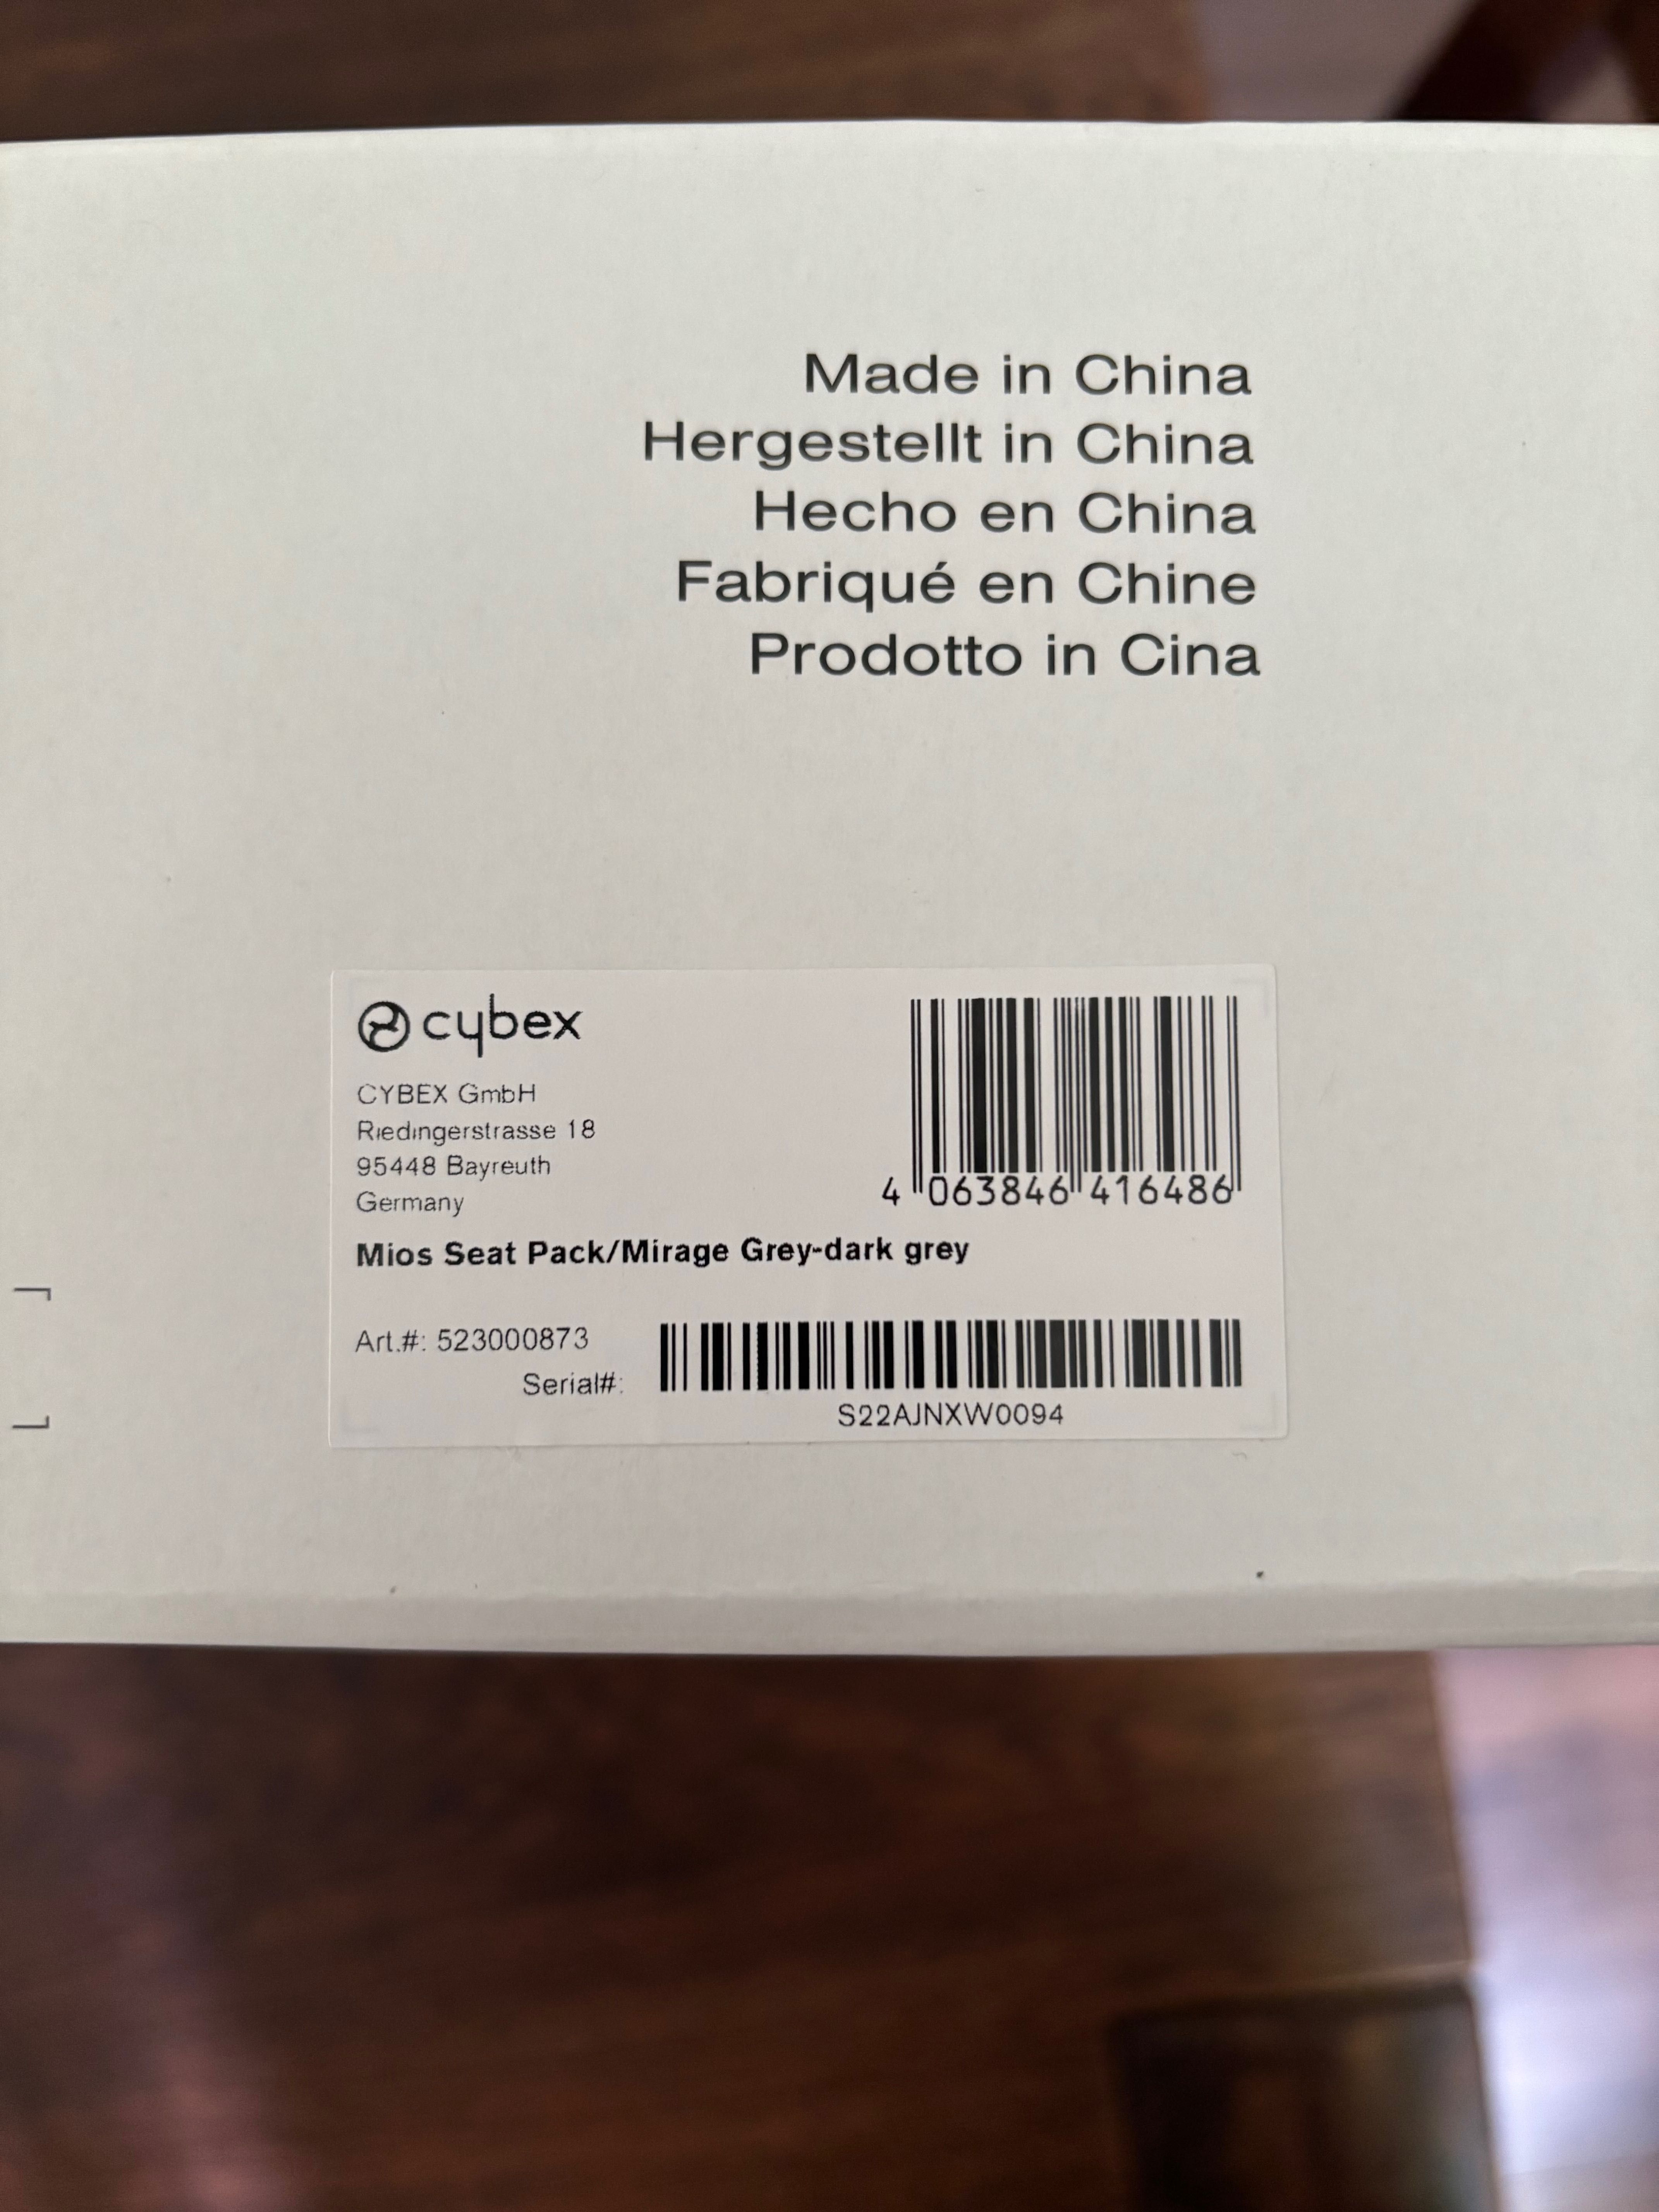 Made in China
Hergestellt in China
Hecho en China
Fabriqué en Chine
Prodotto in Cina
cybex
CYBEX GmbH
Riedingerstrasse 18
95448 Bayreuth
Germany
4 063846 416486
Mios Seat Pack/Mirage Grey-dark grey
Art.#: 523000873
Serial#:
S22AJNXW0094